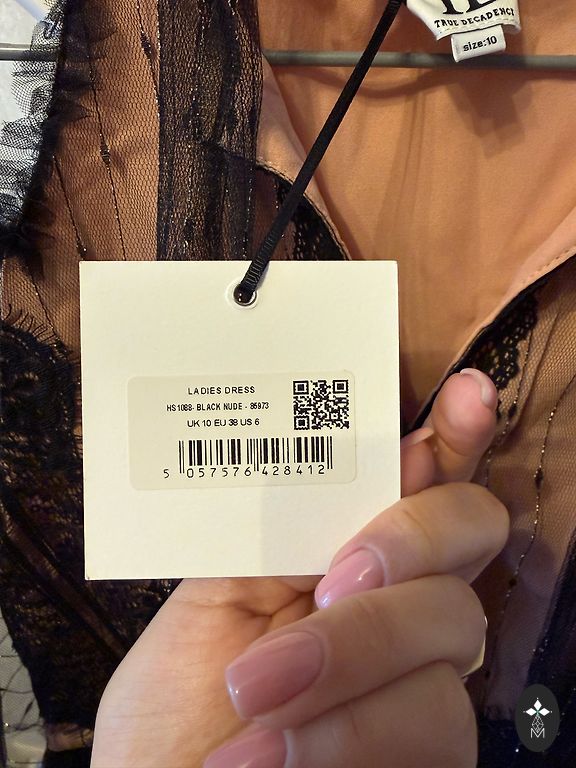 TRUE DECADENCE
size:10
LADIES DRESS
HS1088- BLACK NUDE - 85973
UK 10 EU 38 US 6
5 057576 428412